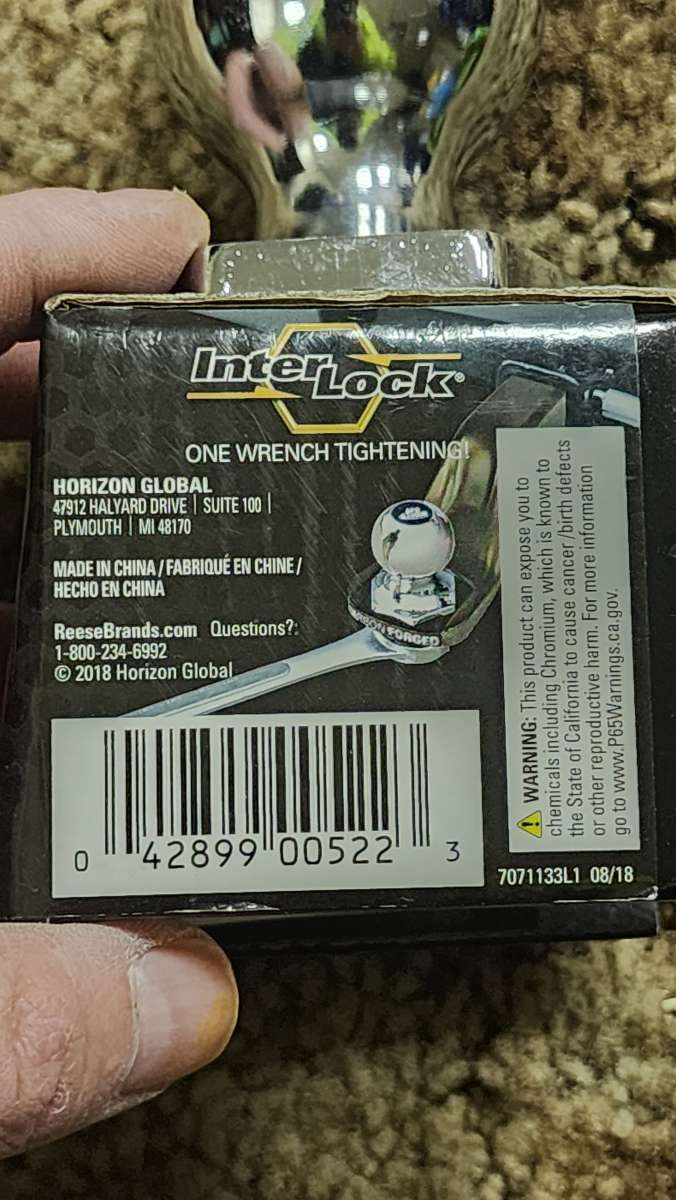 InterLock®
ONE WRENCH TIGHTENING!
HORIZON GLOBAL
47912 HALYARD DRIVE | SUITE 100 |
PLYMOUTH | MI 48170
MADE IN CHINA / FABRIQUÉ EN CHINE /
HECHO EN CHINA
ReeseBrands.com Questions?:
1-800-234-6992
© 2018 Horizon Global
FORGED
0 42899 00522 3
WARNING: This product can expose you to
chemicals including Chromium, which is known to
the State of California to cause cancer /birth defects
or other reproductive harm. For more information
go to www.P65Warnings.ca.gov.
7071133L1 08/18